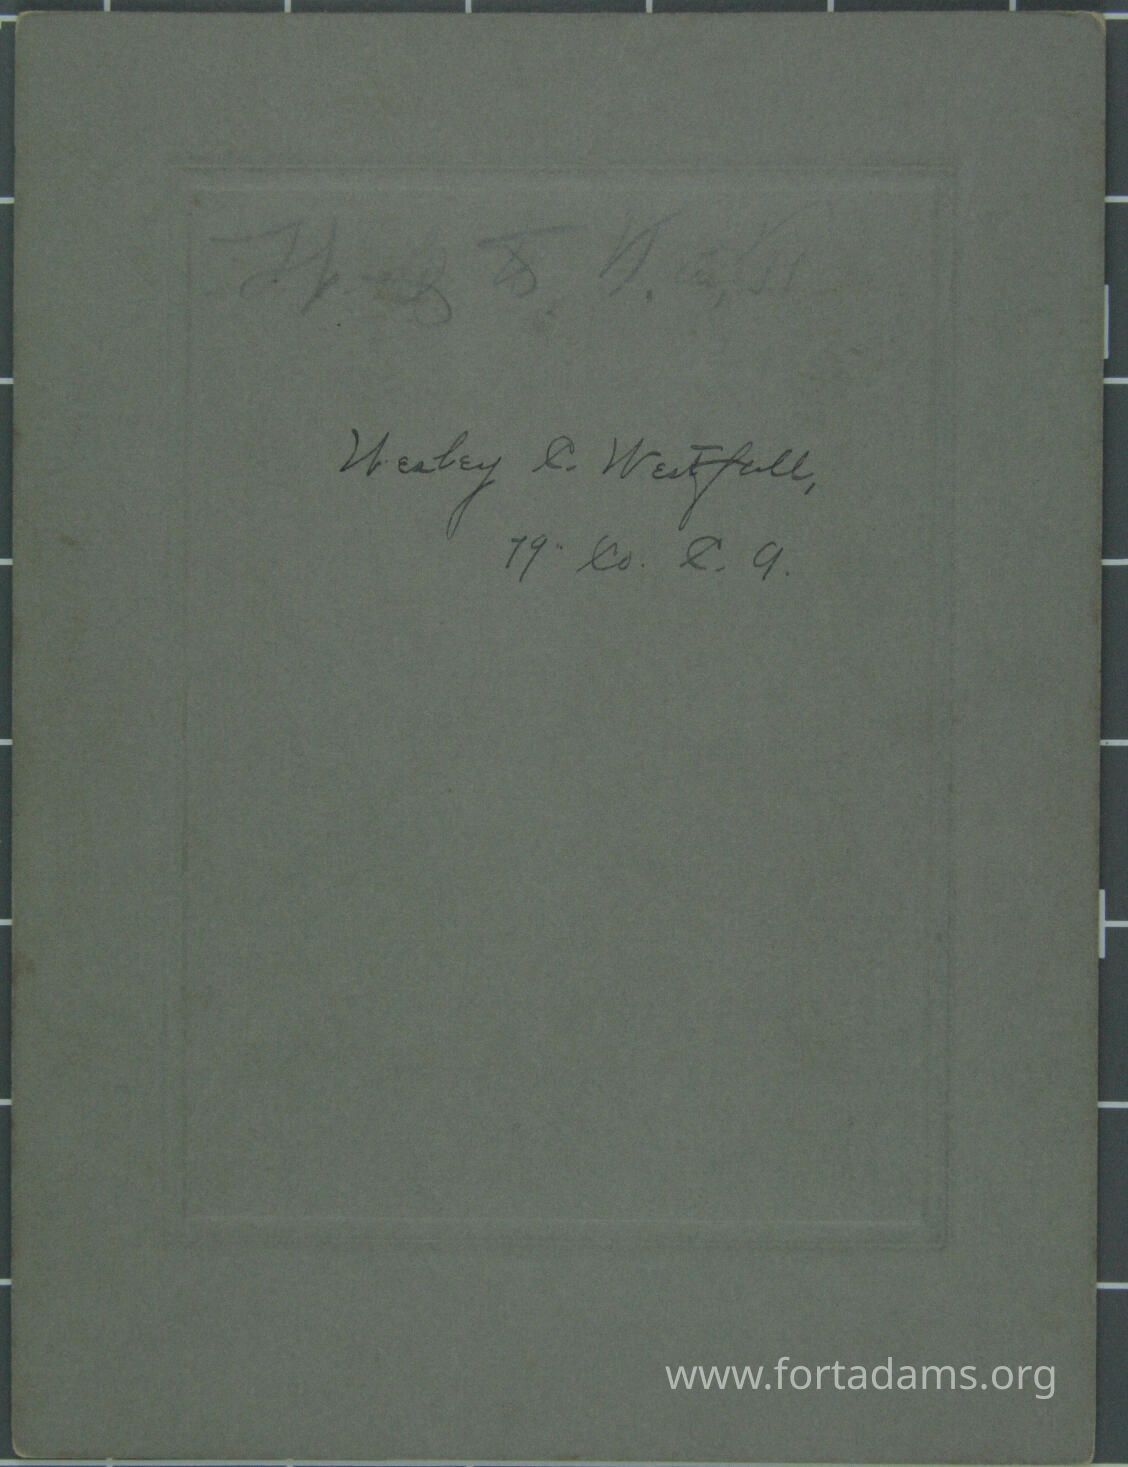 Wesley C. Westfall,
79" Co. C. A.
www.fortadams.org